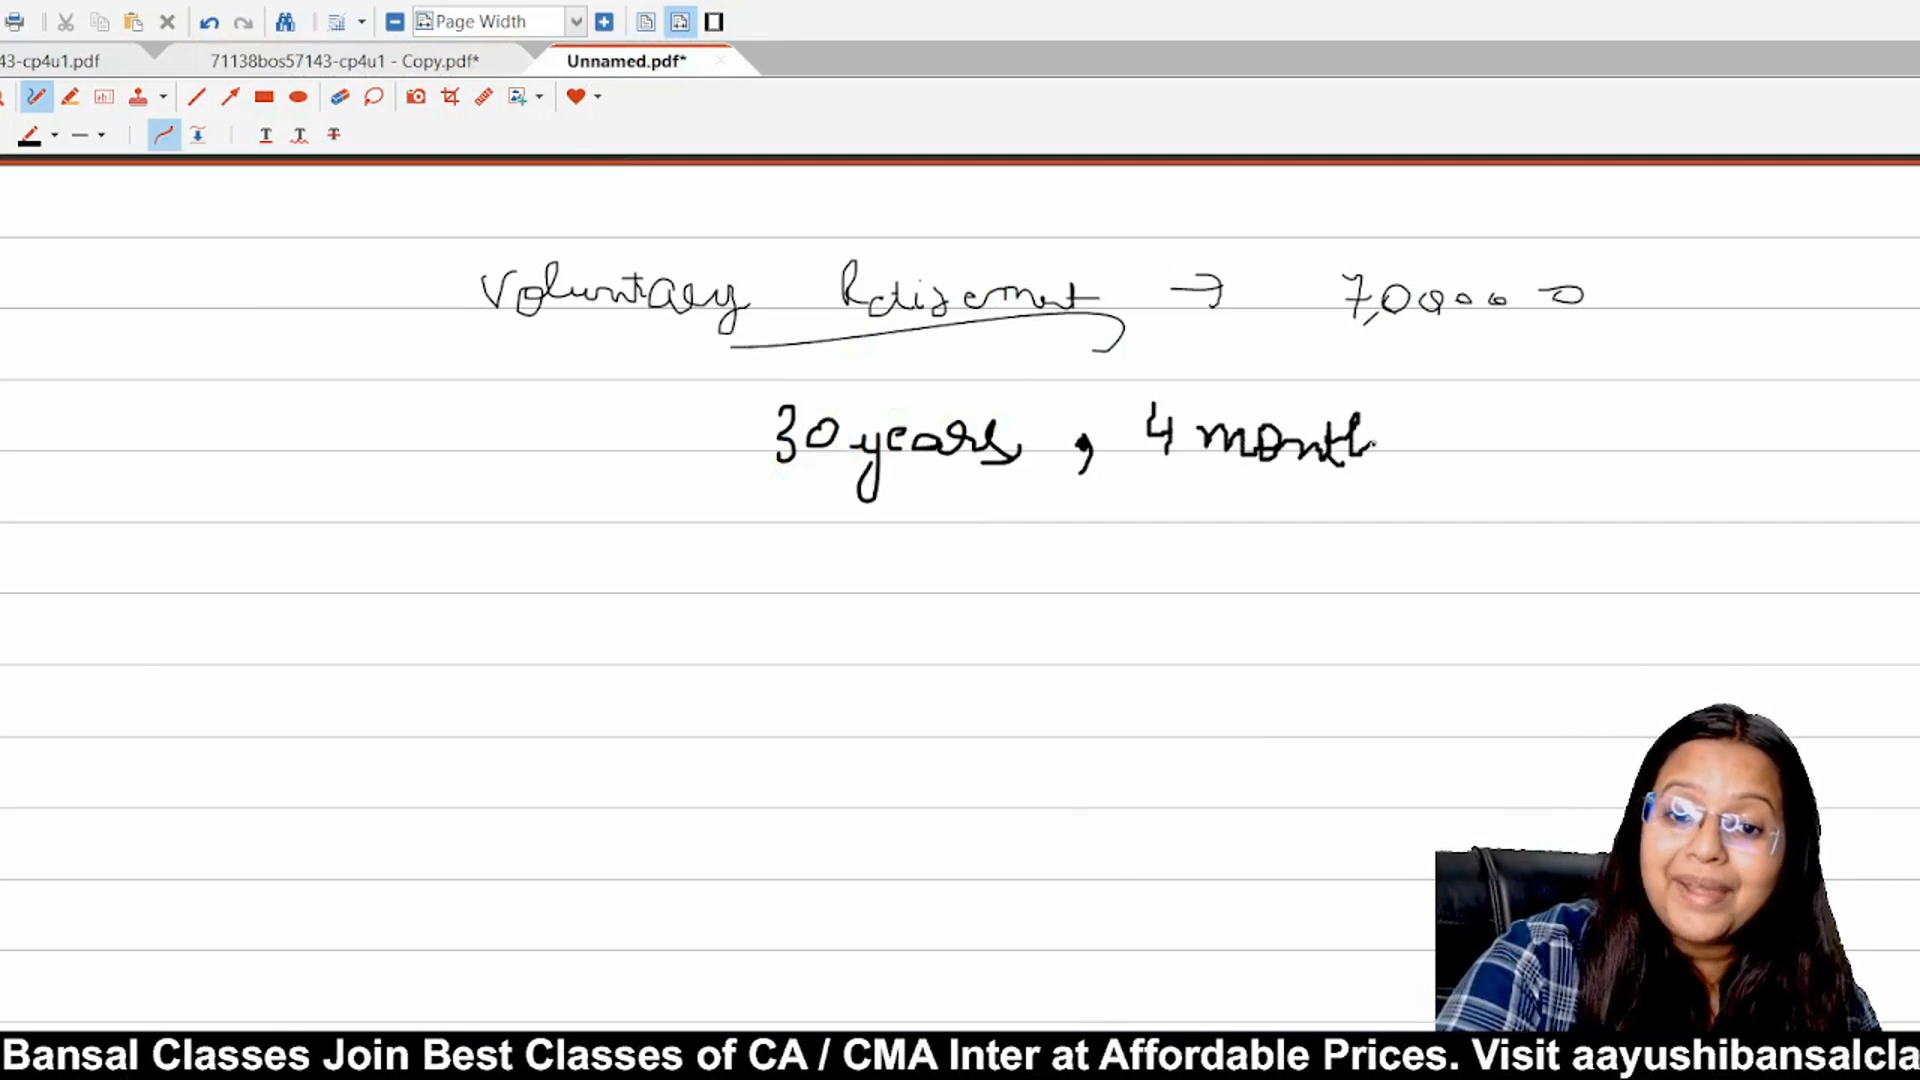 Page Width
43-cp4u1.pdf 71138bos57143-cp4u1 - Copy.pdf* Unnamed.pdf*
Voluntary Retirement → 7,00000
30 years , 4 month
Bansal Classes Join Best Classes of CA / CMA Inter at Affordable Prices. Visit aayushibansalcla